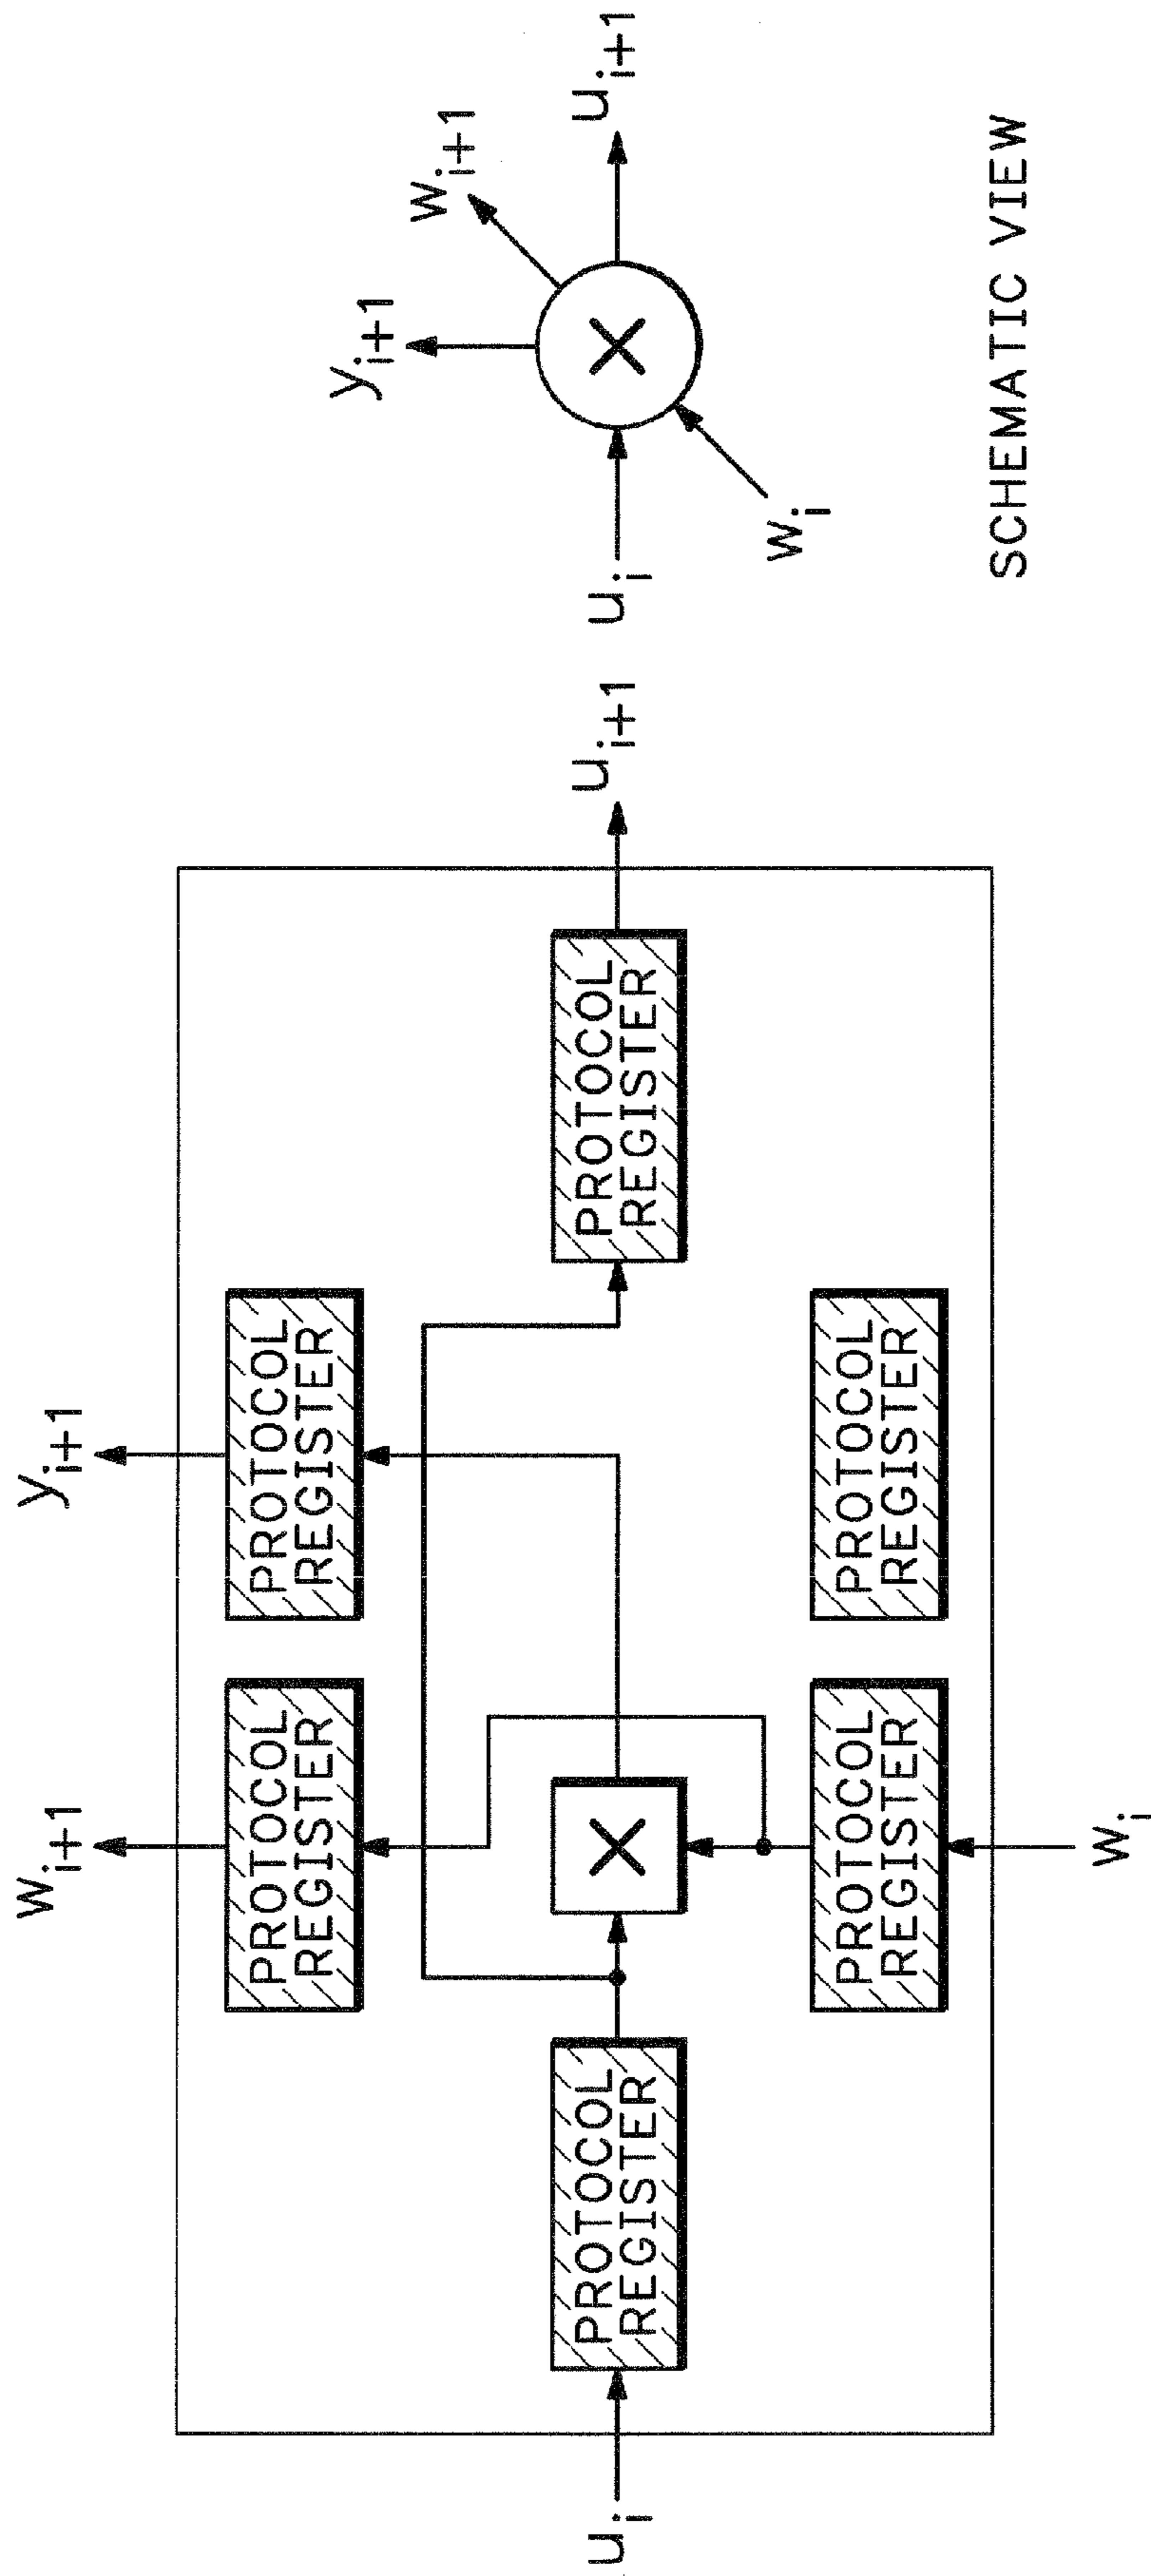 w_{i+1}
y_{i+1}
PROTOCOL
REGISTER
PROTOCOL
REGISTER
u_i
PROTOCOL
REGISTER
×
PROTOCOL
REGISTER
u_{i+1}
PROTOCOL
REGISTER
PROTOCOL
REGISTER
w_i
y_{i+1}
w_{i+1}
u_i
×
u_{i+1}
w_i
SCHEMATIC VIEW